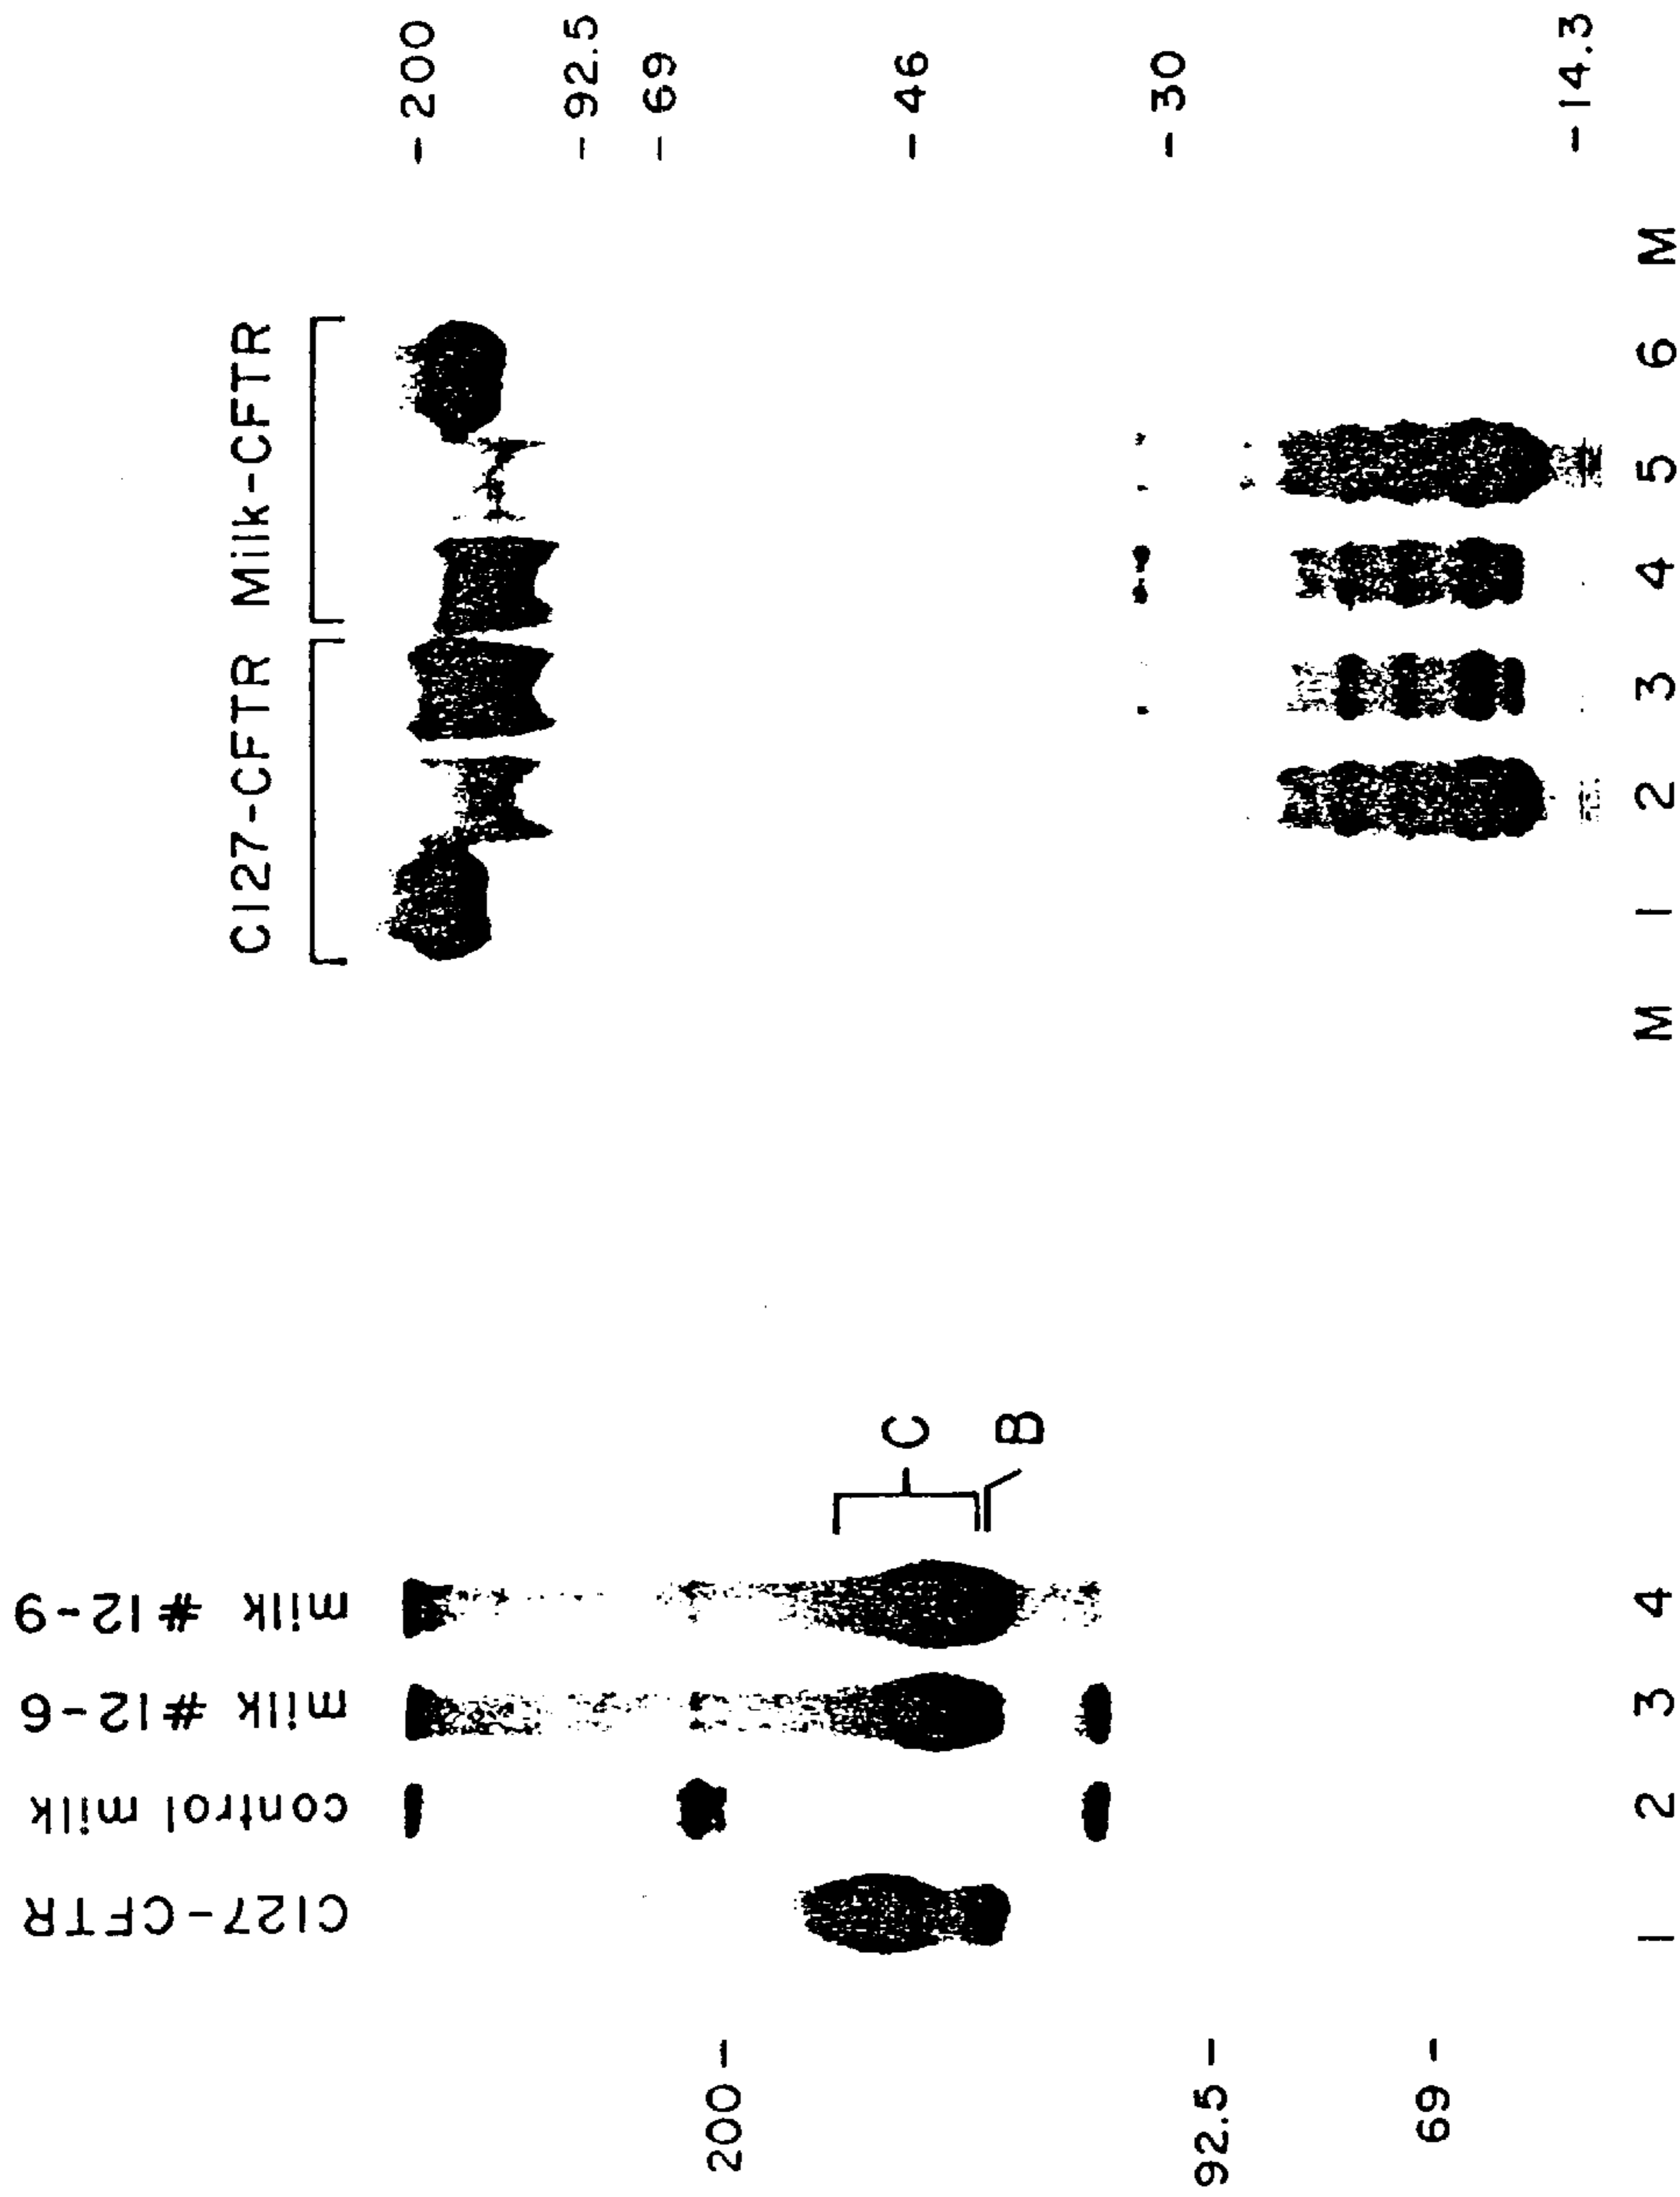 C127-CFTR
control milk
milk #12-6
milk #12-9
200 -
92.5 -
69 -
C
B
1 2 3 4
C127-CFTR Milk-CFTR
- 200
- 92.5
- 69
- 46
- 30
- 14.3
M 1 2 3 4 5 6 M